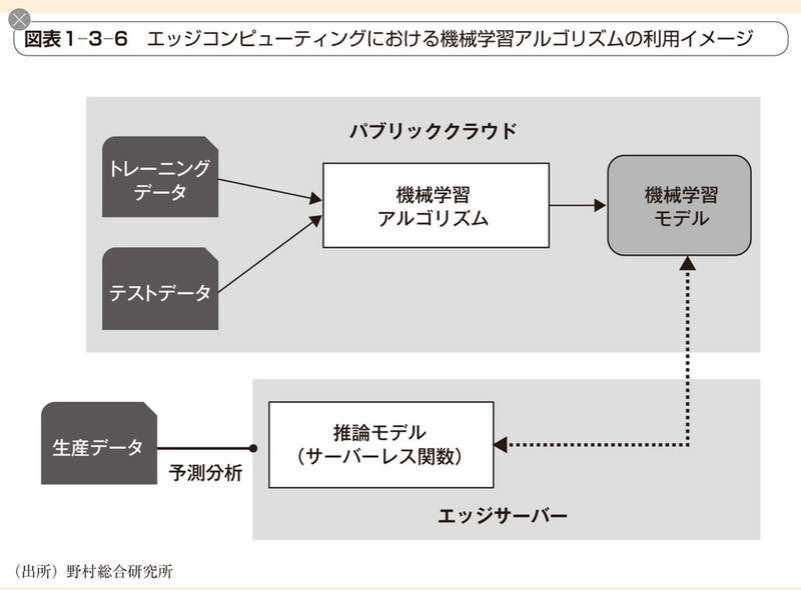 図表1-3-6 エッジコンピューティングにおける機械学習アルゴリズムの利用イメージ
パブリッククラウド
トレーニング
データ
機械学習
アルゴリズム
機械学習
モデル
テストデータ
生産データ
予測分析
推論モデル
（サーバーレス関数）
エッジサーバー
（出所）野村総合研究所